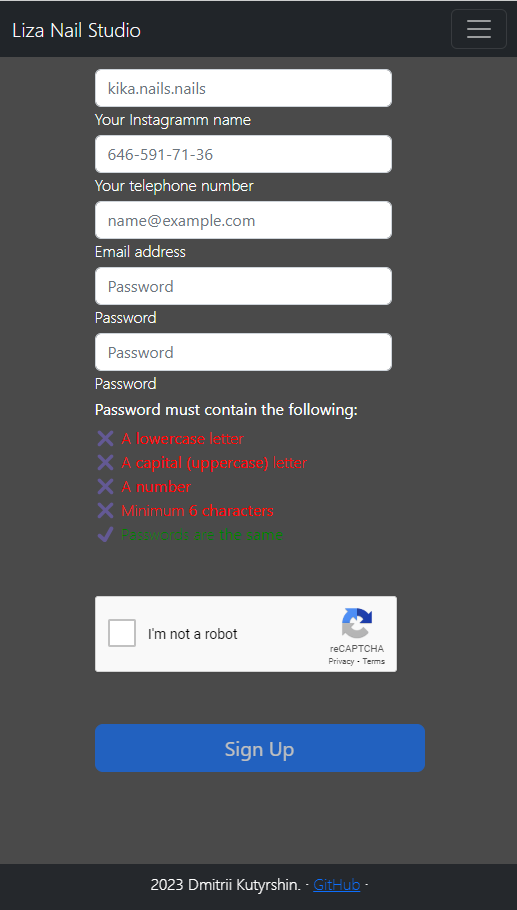 Liza Nail Studio
kika.nails.nails
Your Instagramm name
646-591-71-36
Your telephone number
name@example.com
Email address
Password
Password
Password
Password
Password must contain the following:
A lowercase letter
A capital (uppercase) letter
A number
Minimum 6 characters
Passwords are the same
I'm not a robot
reCAPTCHA
Privacy - Terms
Sign Up
2023 Dmitrii Kutyrshin. · GitHub ·